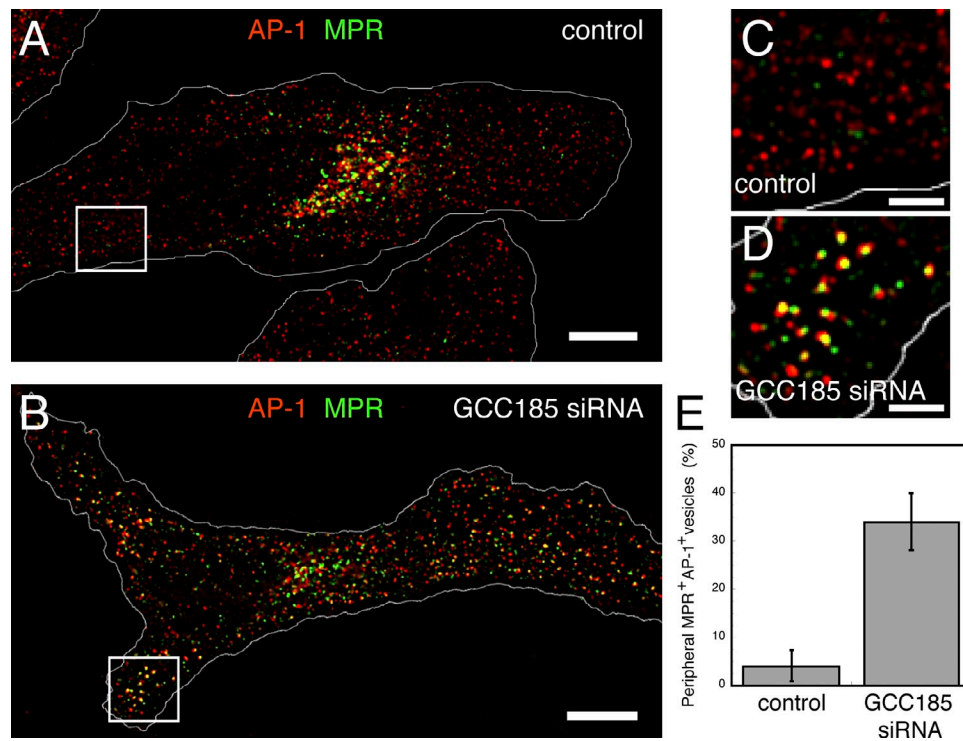 A
AP-1 MPR
control
C
control
D
GCC185 siRNA
B
AP-1 MPR
GCC185 siRNA
E
Peripheral MPR⁺ AP-1⁺ vesicles (%)
50
40
30
20
10
0
control
GCC185
siRNA